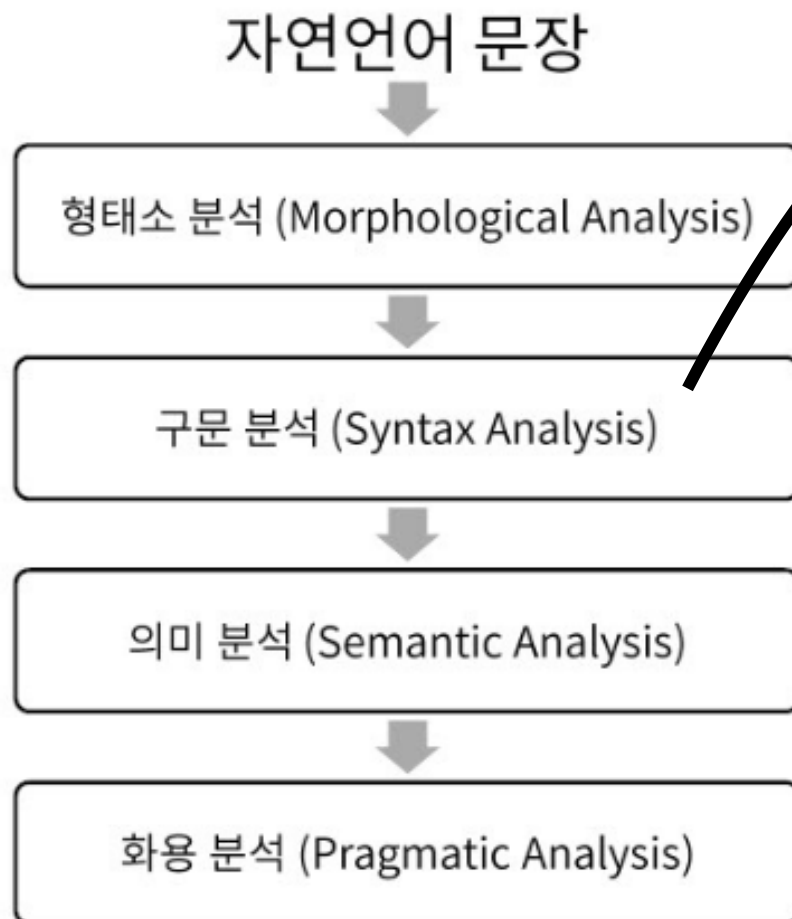 자연언어 문장
형태소 분석 (Morphological Analysis)
구문 분석 (Syntax Analysis)
의미 분석 (Semantic Analysis)
화용 분석 (Pragmatic Analysis)